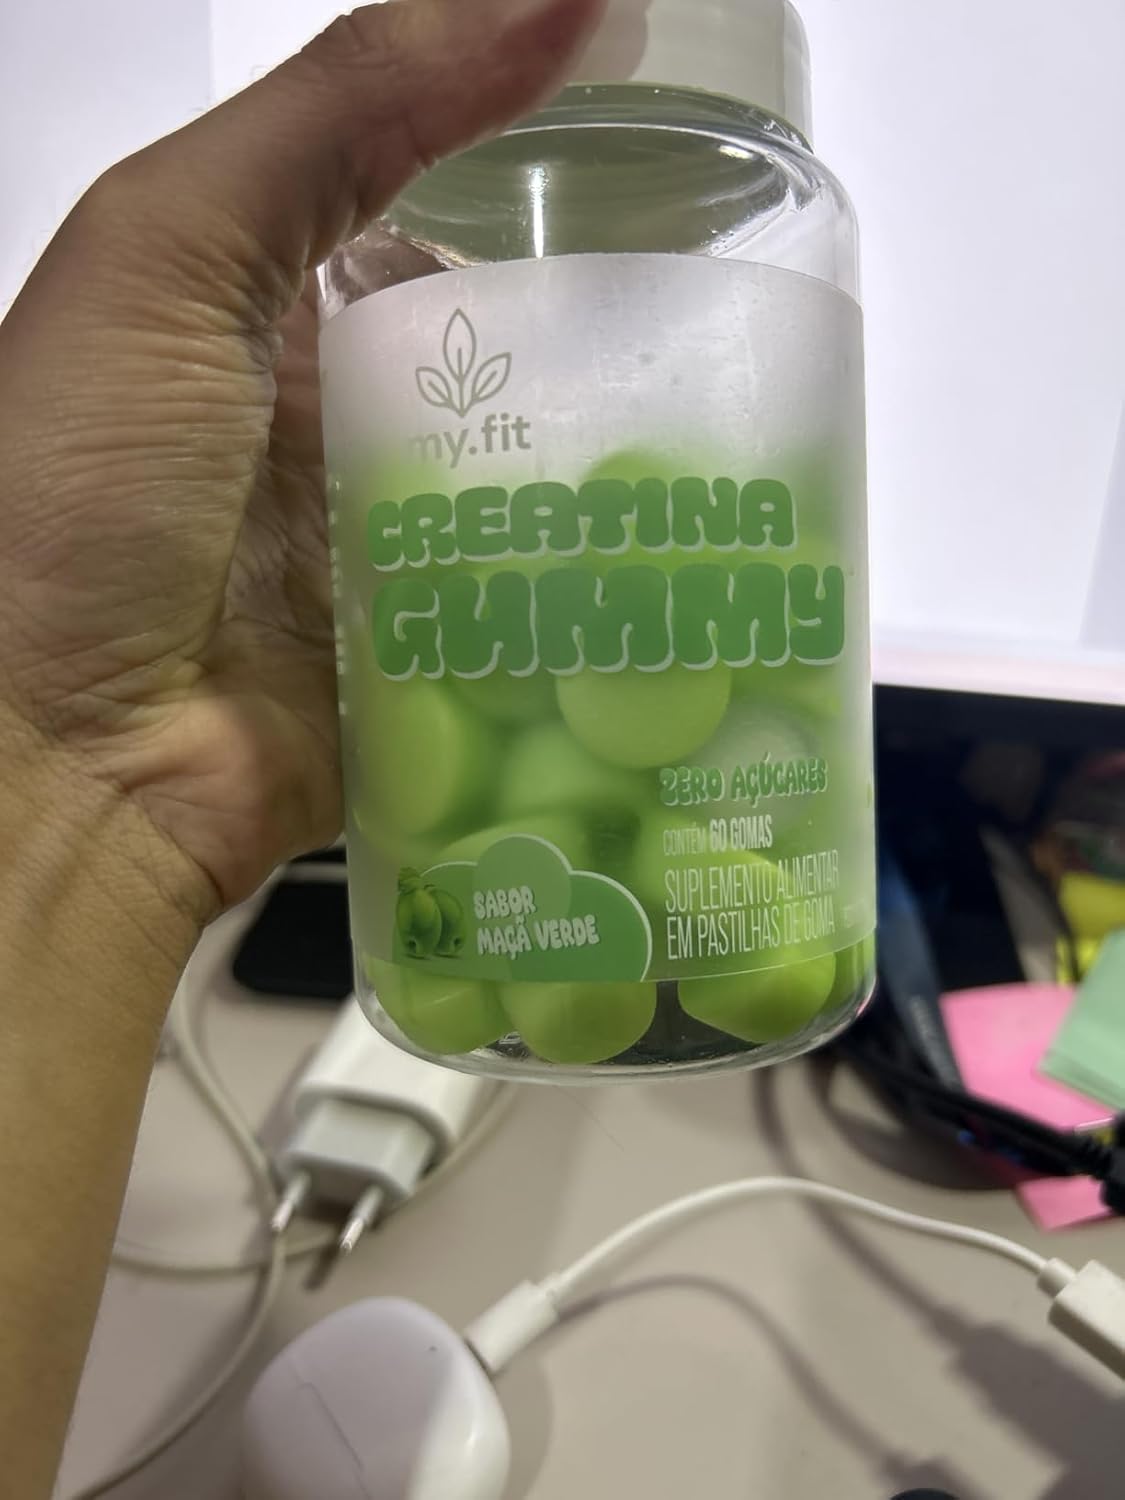 my.fit
CREATINA
GUMMY
ZERO AÇÚCARES
CONTÉM 60 GOMAS
SUPLEMENTO ALIMENTAR
EM PASTILHAS DE GOMA
SABOR
MAÇÃ VERDE